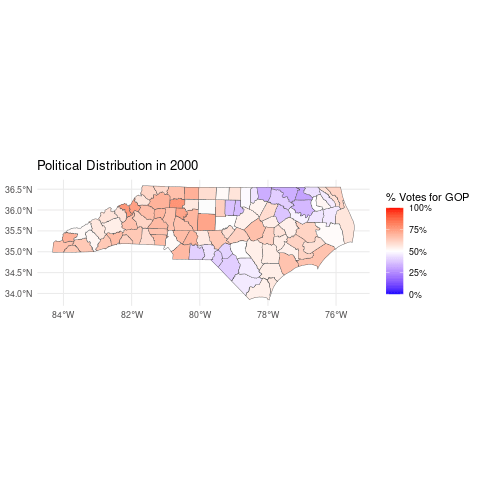 Political Distribution in 2000
36.5°N
36.0°N
35.5°N
35.0°N
34.5°N
34.0°N
84°W
82°W
80°W
78°W
76°W
% Votes for GOP
100%
75%
50%
25%
0%